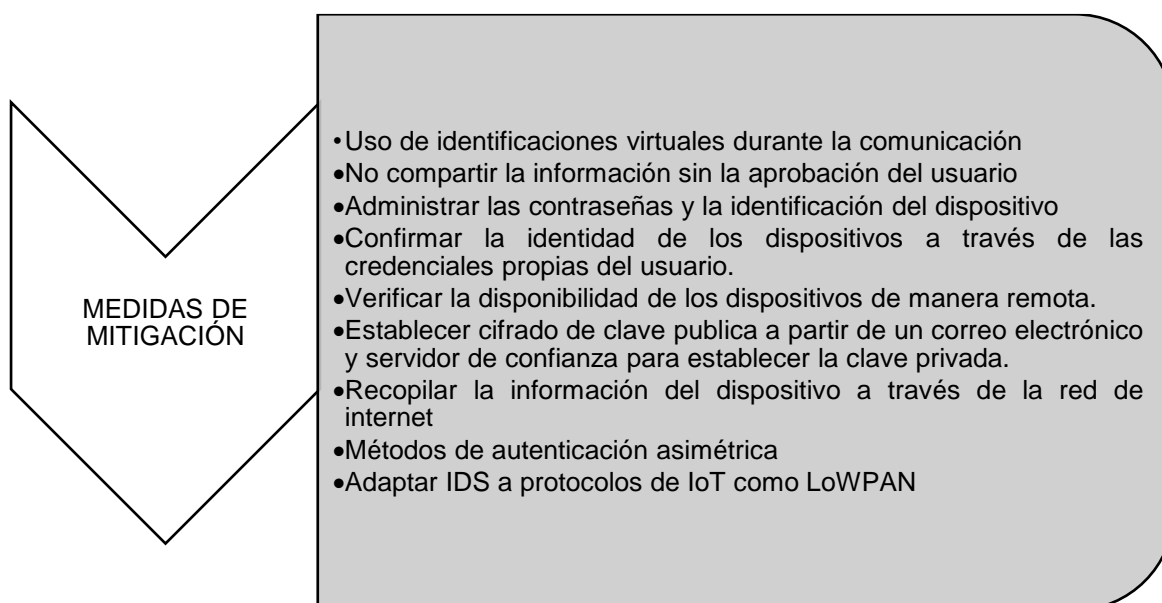 MEDIDAS DE
MITIGACIÓN
•Uso de identificaciones virtuales durante la comunicación
•No compartir la información sin la aprobación del usuario
•Administrar las contraseñas y la identificación del dispositivo
•Confirmar la identidad de los dispositivos a través de las
credenciales propias del usuario.
•Verificar la disponibilidad de los dispositivos de manera remota.
•Establecer cifrado de clave publica a partir de un correo electrónico
y servidor de confianza para establecer la clave privada.
•Recopilar la información del dispositivo a través de la red de
internet
•Métodos de autenticación asimétrica
•Adaptar IDS a protocolos de IoT como LoWPAN